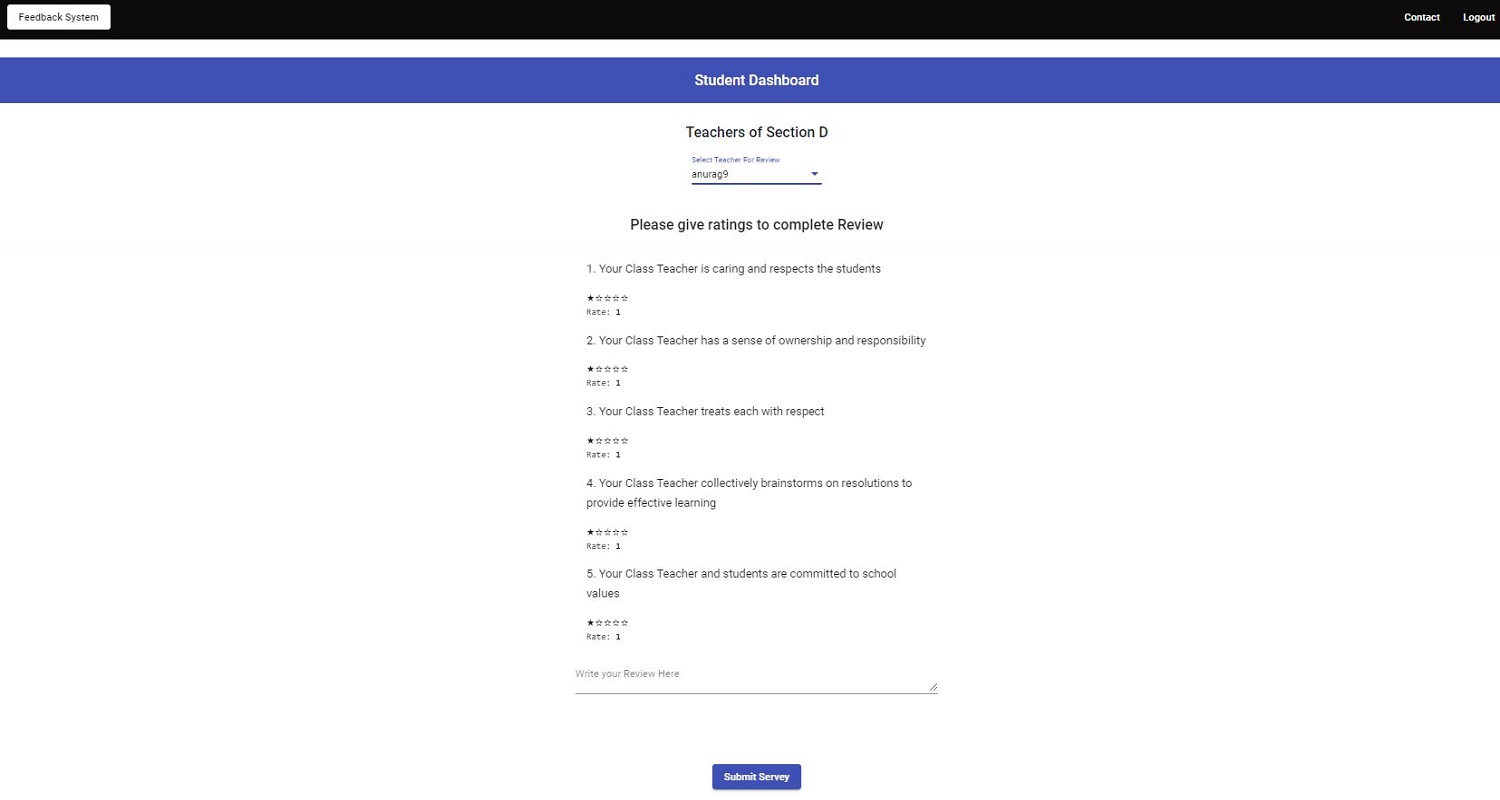 Feedback System
Contact
Logout
Student Dashboard
Teachers of Section D
Select Teacher For Review
anurag9
Please give ratings to complete Review
1. Your Class Teacher is caring and respects the students
★☆☆☆☆
Rate: 1
2. Your Class Teacher has a sense of ownership and responsibility
★☆☆☆☆
Rate: 1
3. Your Class Teacher treats each with respect
★☆☆☆☆
Rate: 1
4. Your Class Teacher collectively brainstorms on resolutions to
provide effective learning
★☆☆☆☆
Rate: 1
5. Your Class Teacher and students are committed to school
values
★☆☆☆☆
Rate: 1
Write your Review Here
Submit Servey